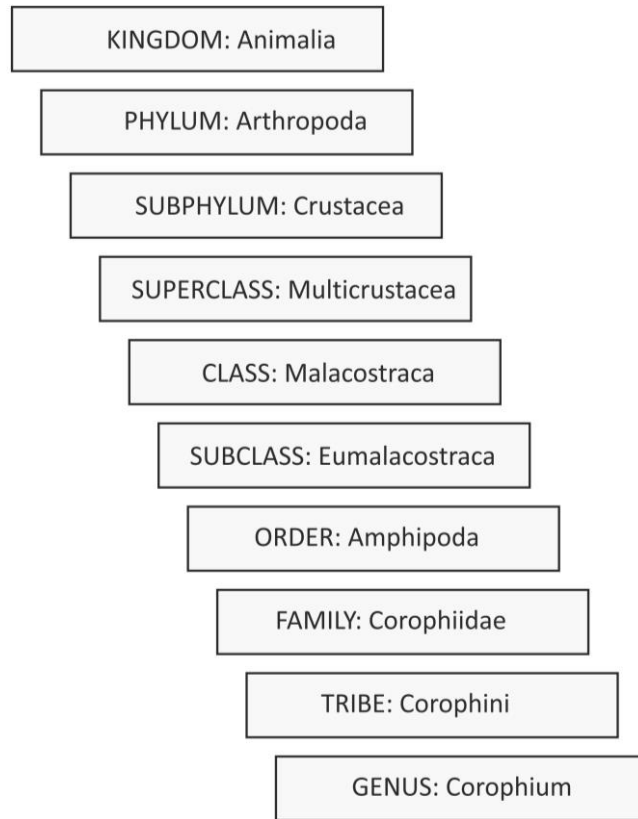 KINGDOM: Animalia
PHYLUM: Arthropoda
SUBPHYLUM: Crustacea
SUPERCLASS: Multicrustacea
CLASS: Malacostraca
SUBCLASS: Eumalacostraca
ORDER: Amphipoda
FAMILY: Corophiidae
TRIBE: Corophini
GENUS: Corophium